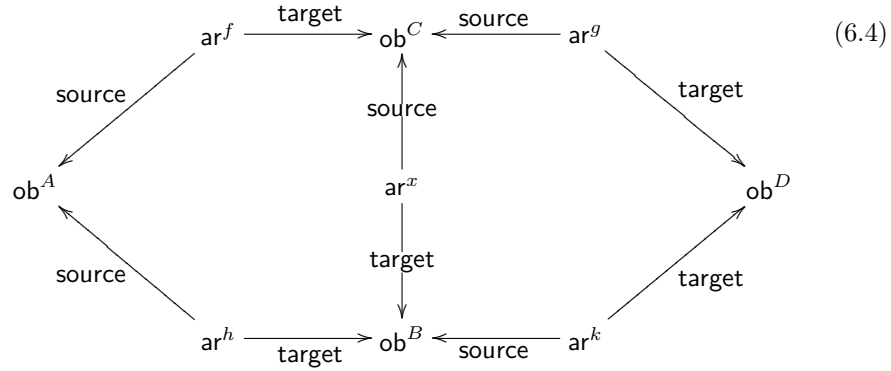 target source
ar^f ob^C ar^g (6.4)
source source target
ob^A ar^x ob^D
source target target
ar^h ob^B ar^k
target source